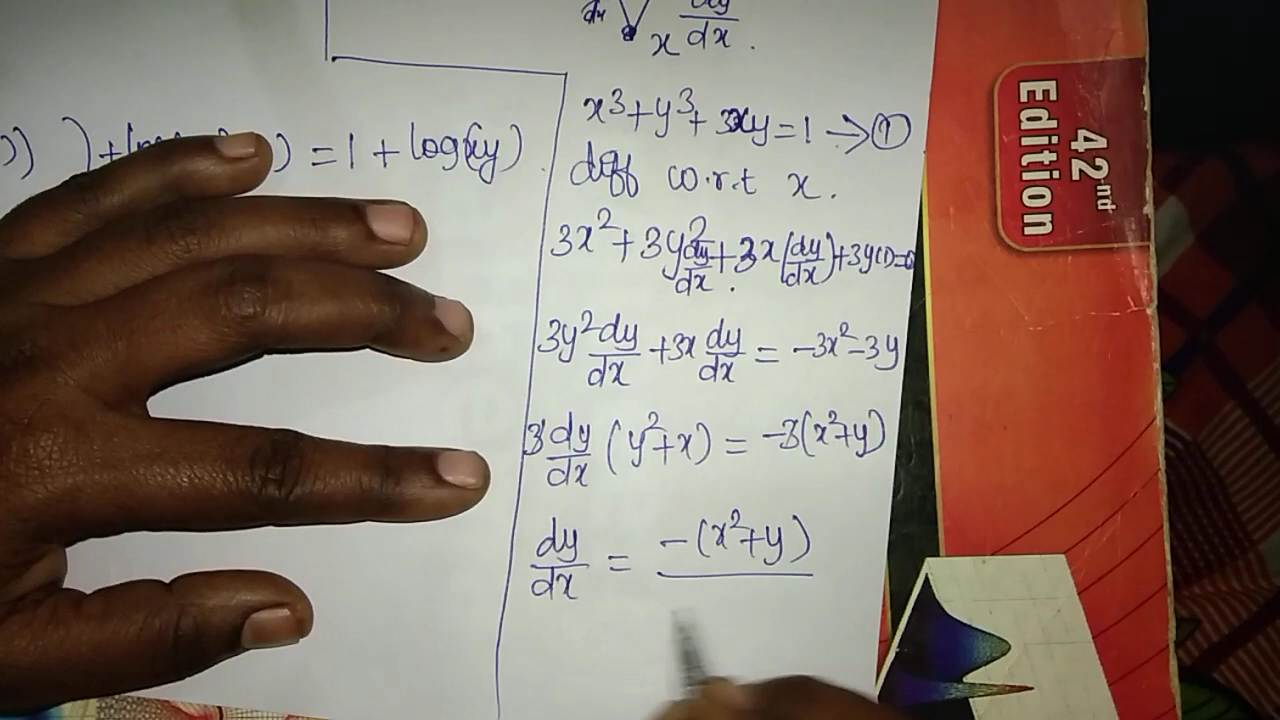 x dy/dx .
) = 1 + log(xy)
x³+y³+3xy=1 → ①
diff w.r.t x.
3x²+3y² dy/dx + 3x(dy/dx)+3y(1)=0
3y² dy/dx + 3x dy/dx = -3x²-3y
3 dy/dx (y²+x) = -3(x²+y)
dy/dx = -(x²+y)
42nd
Edition